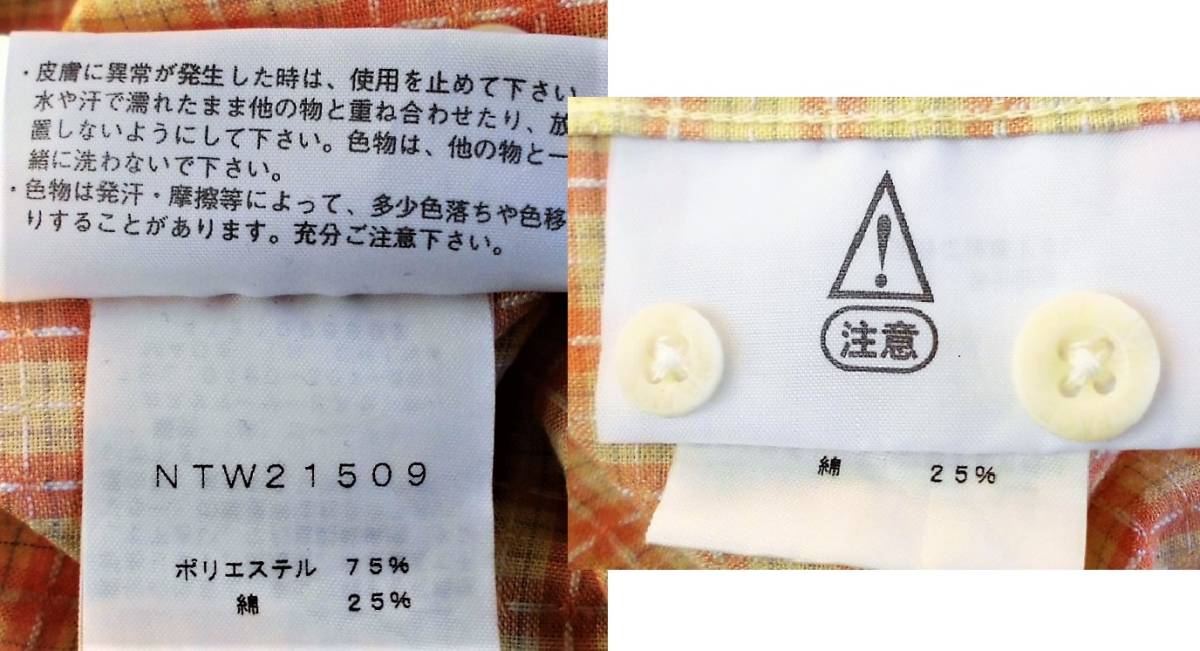 ・皮膚に異常が発生した時は、使用を止めて下さい
水や汗で濡れたまま他の物と重ね合わせたり、放
置しないようにして下さい。色物は、他の物と一
緒に洗わないで下さい。
・色物は発汗・摩擦等によって、多少色落ちや色移
りすることがあります。充分ご注意下さい。
NTW21509
ポリエステル 75%
綿 25%
注意
綿 25%